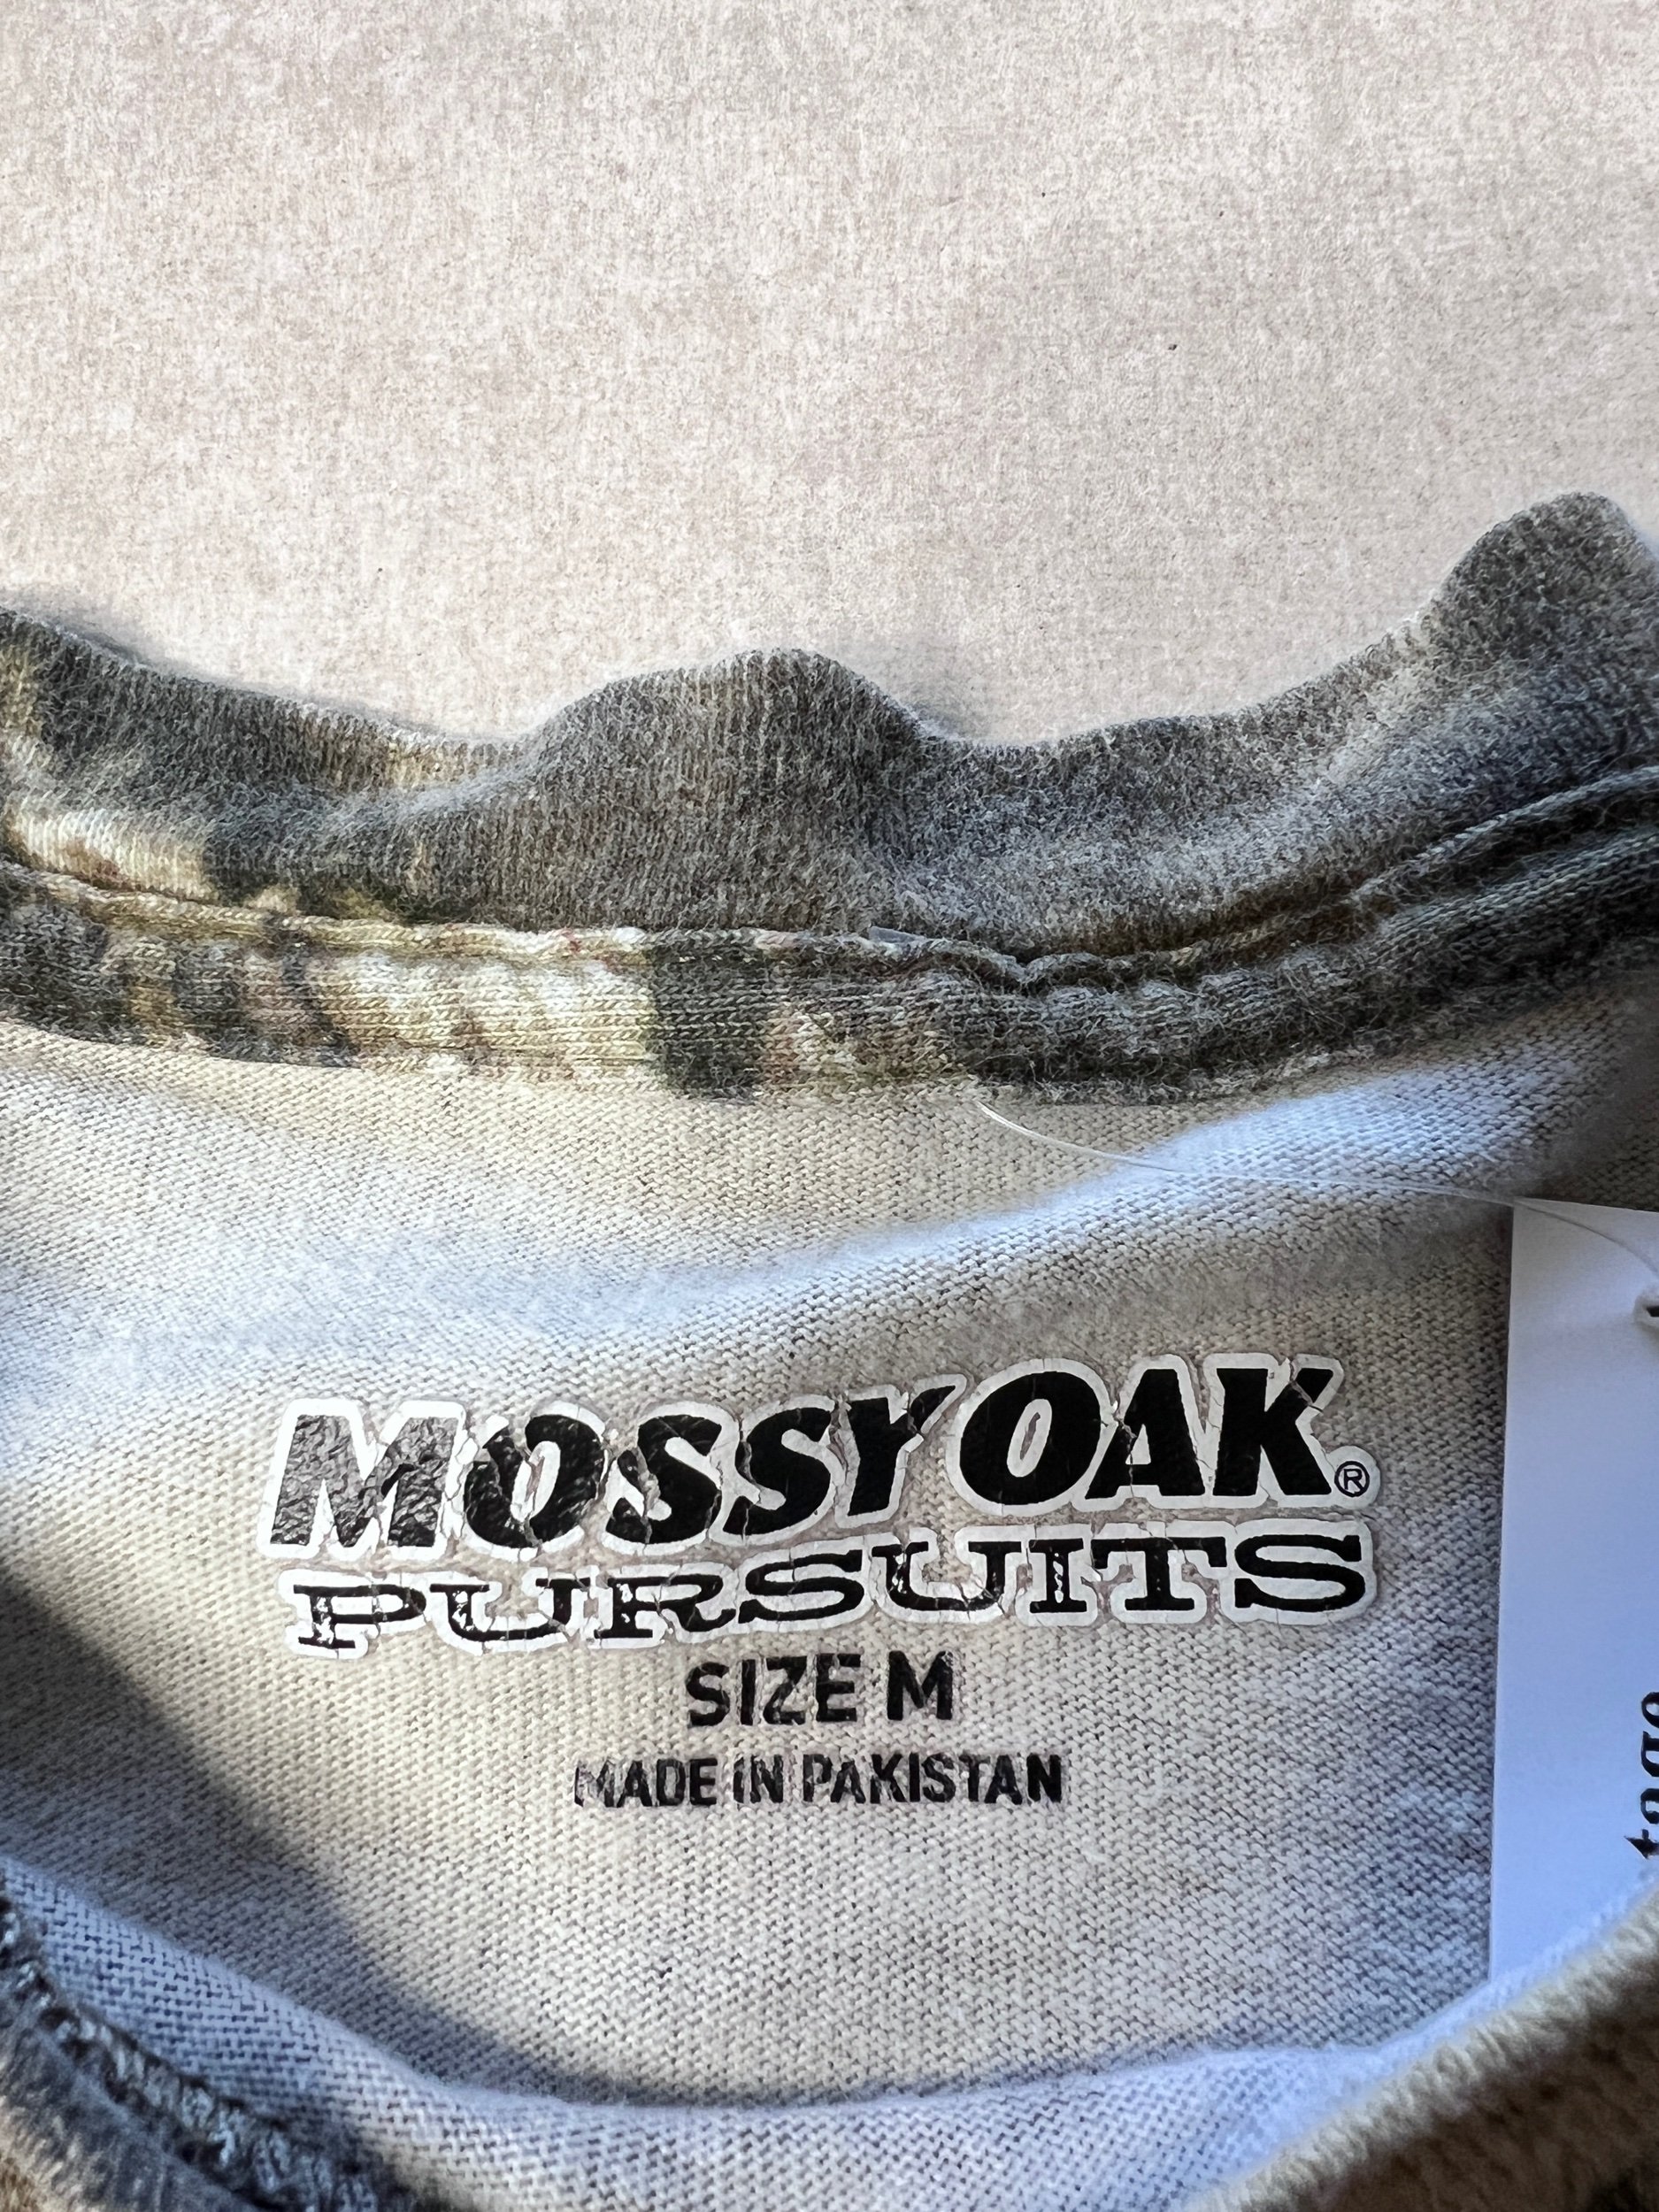 MOSSY OAK®
PURSUITS
SIZE M
MADE IN PAKISTAN